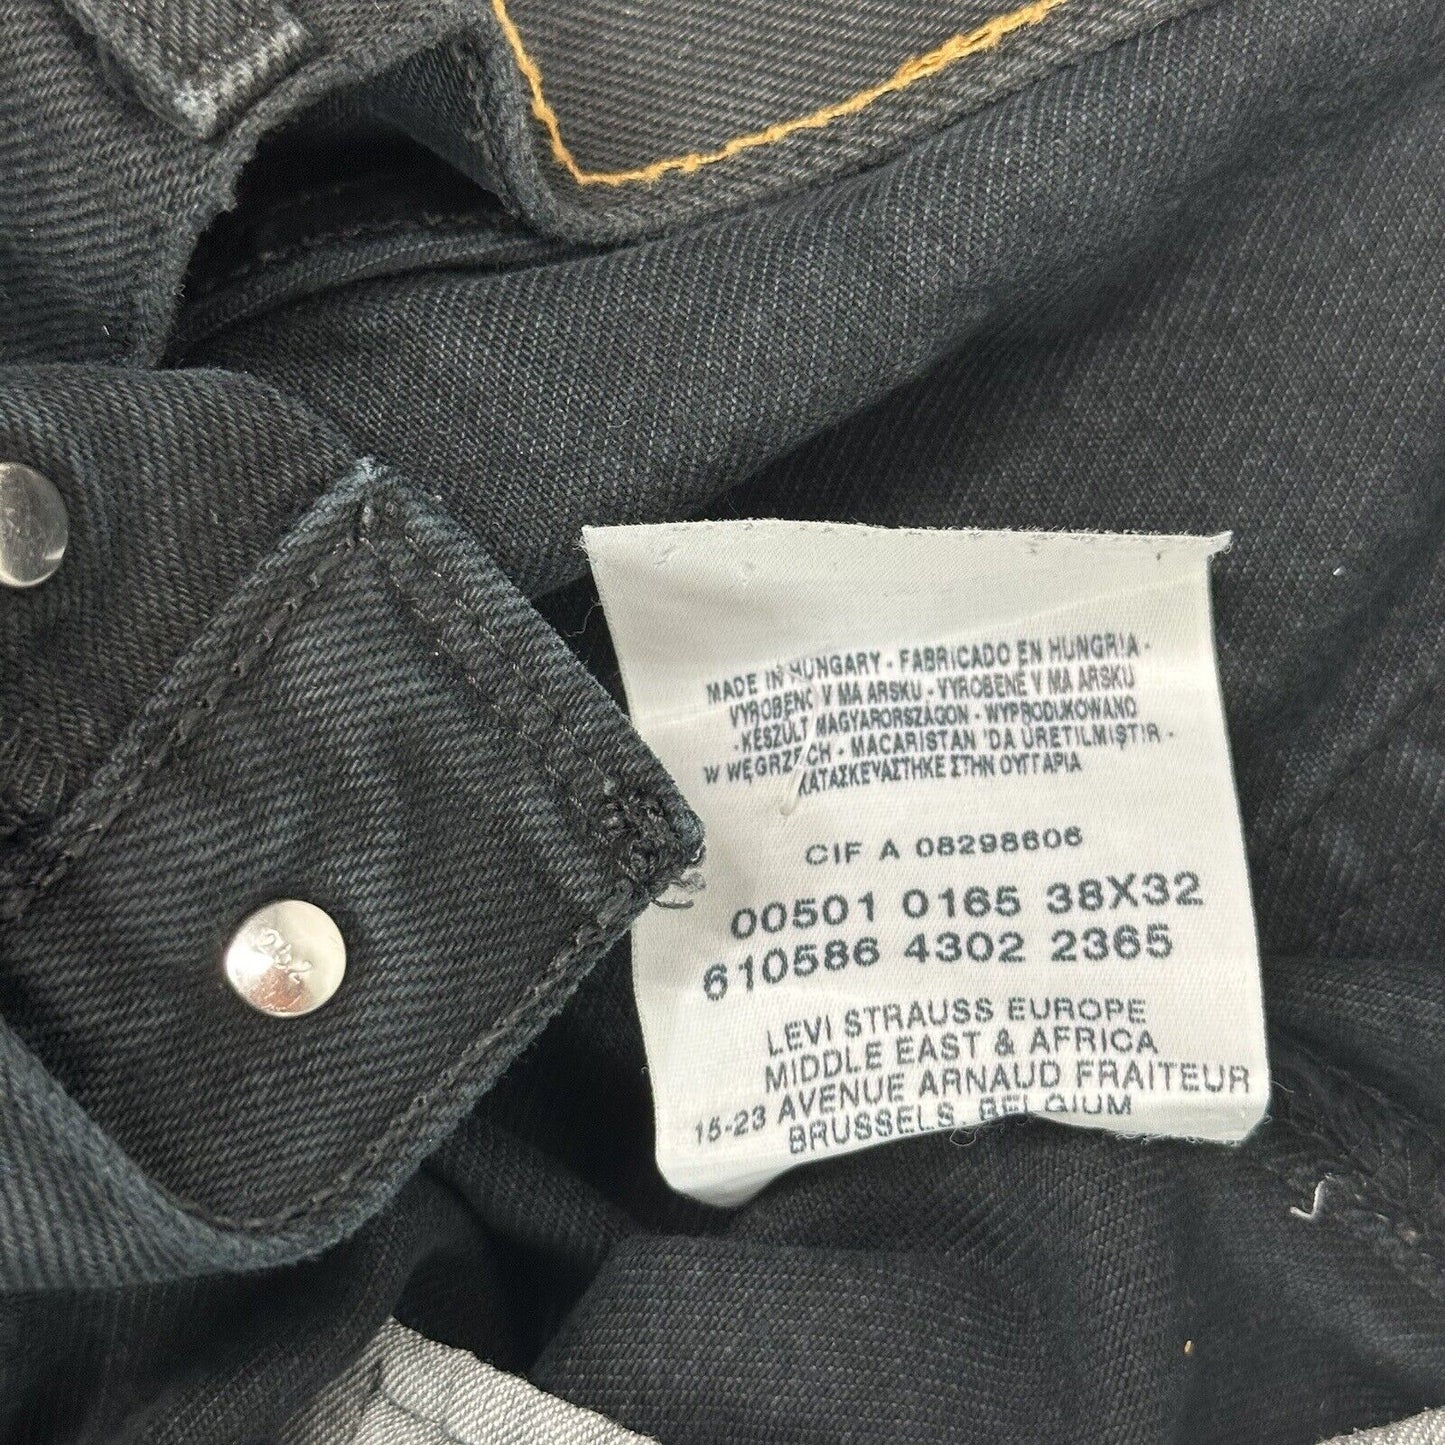 MADE IN HUNGARY - FABRICADO EN HUNGRIA -
VYROBENO V MA ARSKU - VYROBENE V MA ARSKU
- KÉSZÜLT MAGYARORSZÁGON - WYPRODUKOWANO
W WĘGRZECH - MACARISTAN 'DA ÜRETILMIŞTIR -
ΚΑΤΑΣΚΕΥΑΣΤΗΚΕ ΣΤΗΝ ΟΥΓΓΑΡΙΑ
CIF A 08298606
00501 0165 38X32
610586 4302 2365
LEVI STRAUSS EUROPE
MIDDLE EAST & AFRICA
15-23 AVENUE ARNAUD FRAITEUR
BRUSSELS. BELGIUM